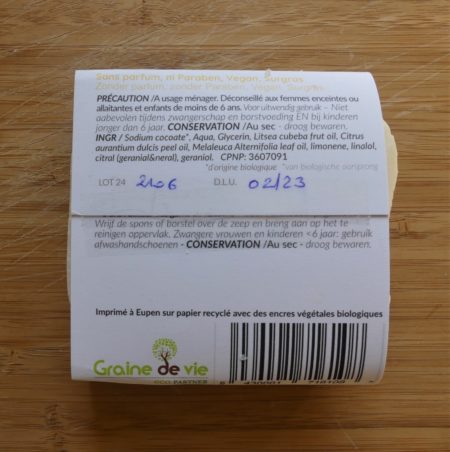 Sans parfum, ni Paraben, Vegan, Surgras
Zonder parfum, zonder Paraben, Vegan, Surgras
PRÉCAUTION /A usage ménager. Déconseillé aux femmes enceintes ou
allaitantes et enfants de moins de 6 ans. Voor uitwendig gebruik – Niet
aabevolen tijdens zwangerschap en borstvoeding EN bij kinderen
jonger dan 6 jaar. CONSERVATION /Au sec - droog bewaren.
INGR / Sodium cocoate*, Aqua, Glycerin, Litsea cubeba fruit oil, Citrus
aurantium dulcis peel oil, Melaleuca Alternifolia leaf oil, limonene, linalol,
citral (geranial&neral), geraniol. CPNP: 3607091
*d'origine biologique *van biologische oorsprong
LOT 24 2106 D.L.U. 02/23
Wrijf de spons of borstel over de zeep en breng aan op het te
reinigen oppervlak. Zwangere vrouwen en kinderen <6 jaar: gebruik
afwashandschoenen - CONSERVATION /Au sec - droog bewaren.
Imprimé à Eupen sur papier recyclé avec des encres végétales biologiques
Graine de vie
ECO-PARTNER